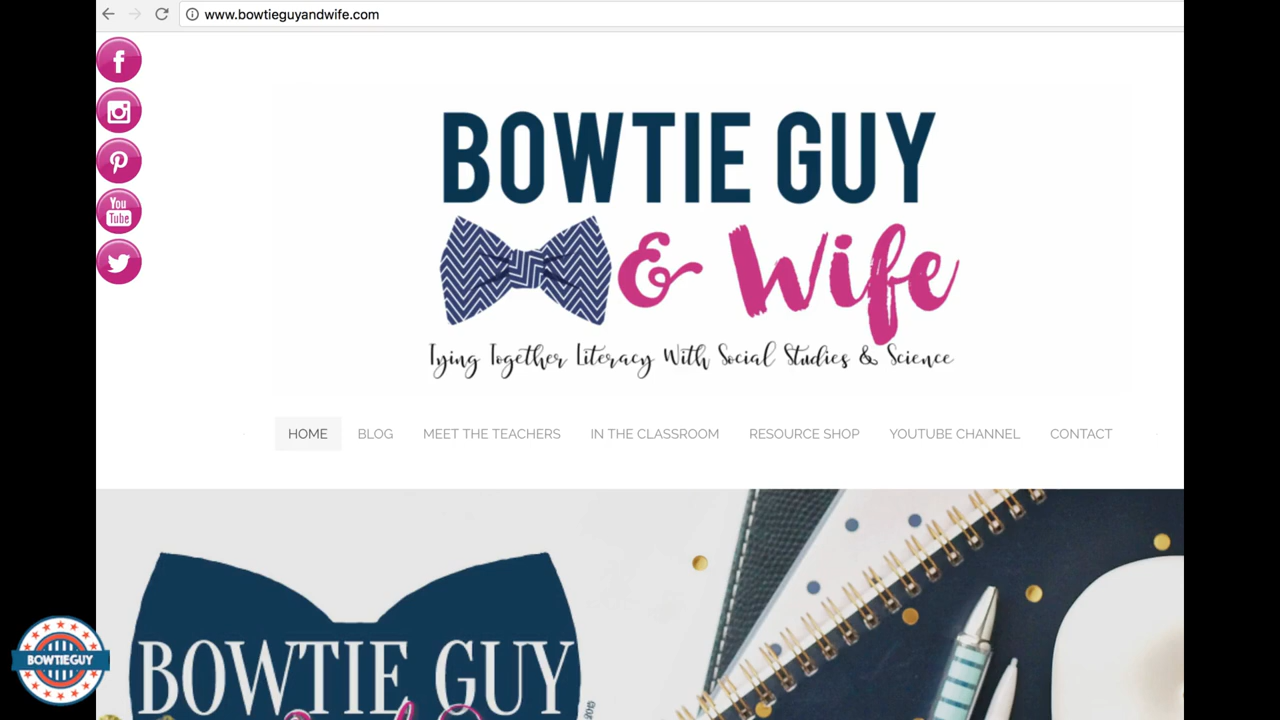 www.bowtieguyandwife.com
You
Tube
BOWTIE GUY
& Wife
Tying Together Literacy With Social Studies & Science
HOME BLOG MEET THE TEACHERS IN THE CLASSROOM RESOURCE SHOP YOUTUBE CHANNEL CONTACT
BOWTIE GUY
BOWTIEGUY